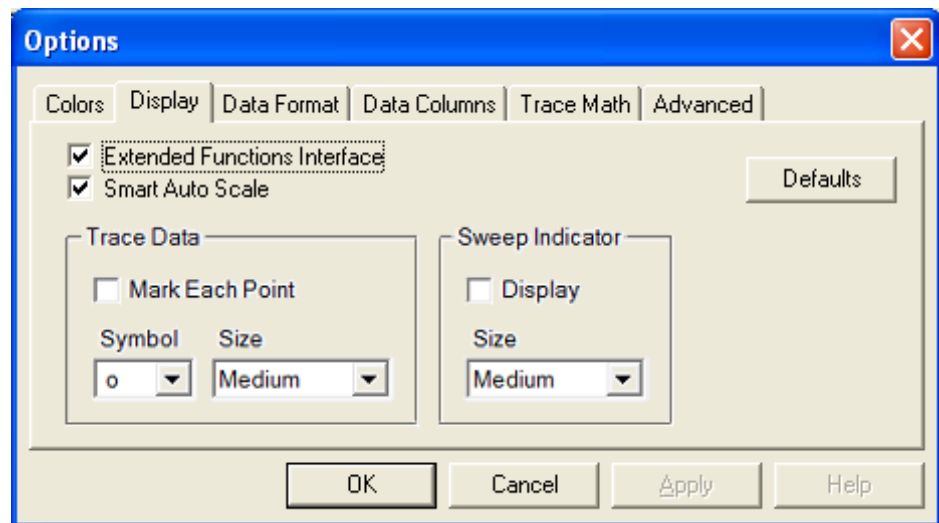 Options
Colors Display Data Format Data Columns Trace Math Advanced
Extended Functions Interface
Smart Auto Scale
Defaults
Trace Data
Mark Each Point
Symbol Size
o Medium
Sweep Indicator
Display
Size
Medium
OK Cancel Apply Help